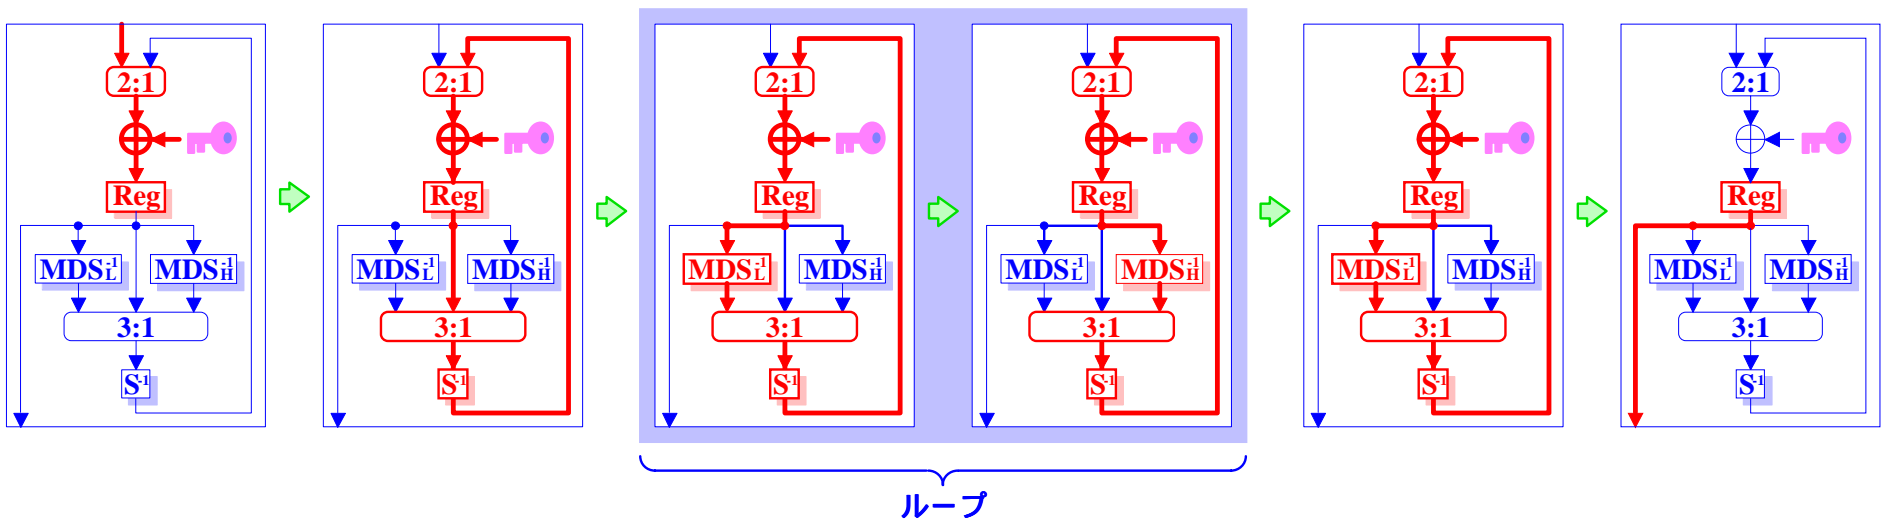 2:1 2:1 2:1 2:1 2:1 2:1
Reg Reg Reg Reg Reg Reg
MDS_L^-1 MDS_H^-1 MDS_L^-1 MDS_H^-1 MDS_L^-1 MDS_H^-1 MDS_L^-1 MDS_H^-1 MDS_L^-1 MDS_H^-1 MDS_L^-1 MDS_H^-1
3:1 3:1 3:1 3:1 3:1 3:1
S^-1 S^-1 S^-1 S^-1 S^-1 S^-1
ループ